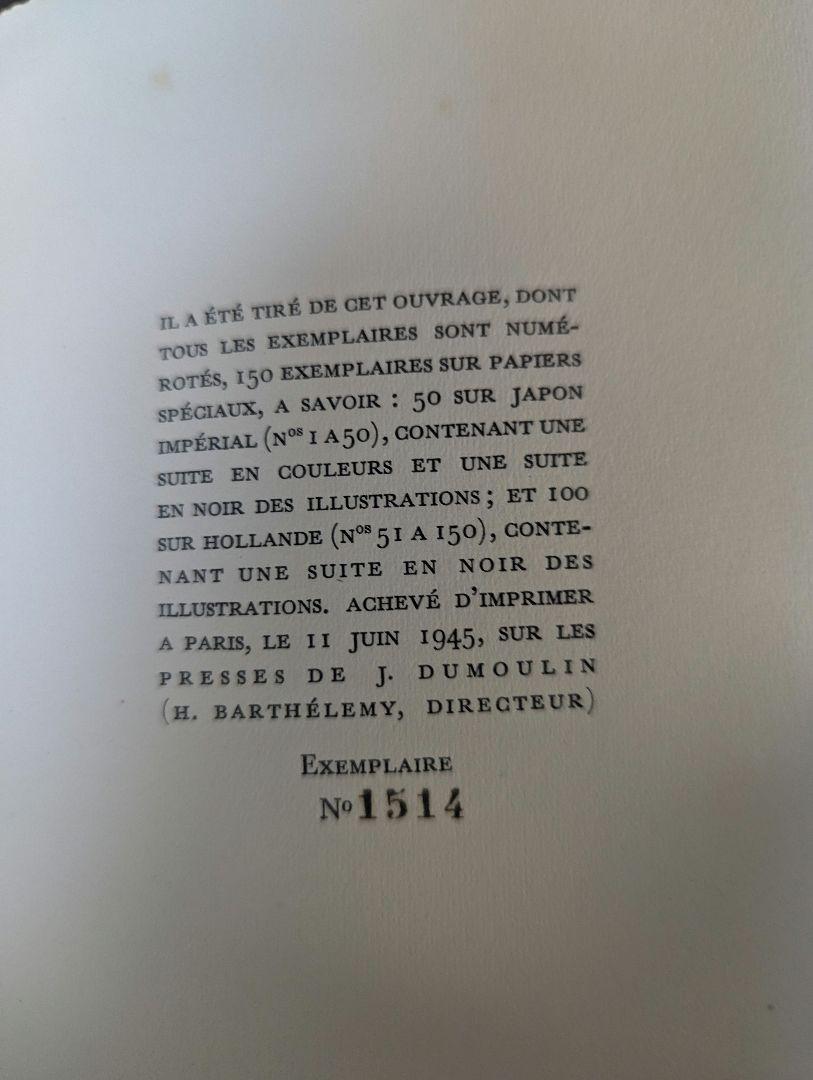 IL A ÉTÉ TIRÉ DE CET OUVRAGE, DONT
TOUS LES EXEMPLAIRES SONT NUMÉ-
ROTÉS, 150 EXEMPLAIRES SUR PAPIERS
SPÉCIAUX, A SAVOIR : 50 SUR JAPON
IMPÉRIAL (Nos 1 A 50), CONTENANT UNE
SUITE EN COULEURS ET UNE SUITE
EN NOIR DES ILLUSTRATIONS ; ET 100
SUR HOLLANDE (Nos 51 A 150), CONTE-
NANT UNE SUITE EN NOIR DES
ILLUSTRATIONS. ACHEVÉ D'IMPRIMER
A PARIS, LE 11 JUIN 1945, SUR LES
PRESSES DE J. DUMOULIN
(H. BARTHÉLEMY, DIRECTEUR)
EXEMPLAIRE
No 1514